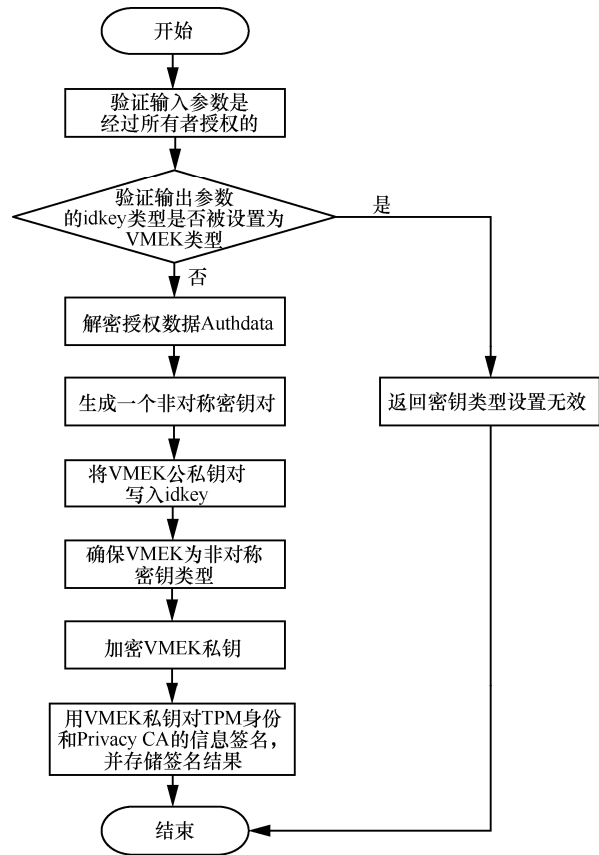 开始
验证输入参数是
经过所有者授权的
验证输出参数
的idkey类型是否被设置为
VMEK类型
是
否
解密授权数据Authdata
生成一个非对称密钥对
返回密钥类型设置无效
将VMEK公私钥对
写入idkey
确保VMEK为非对称
密钥类型
加密VMEK私钥
用VMEK私钥对TPM身份
和Privacy CA的信息签名，
并存储签名结果
结束